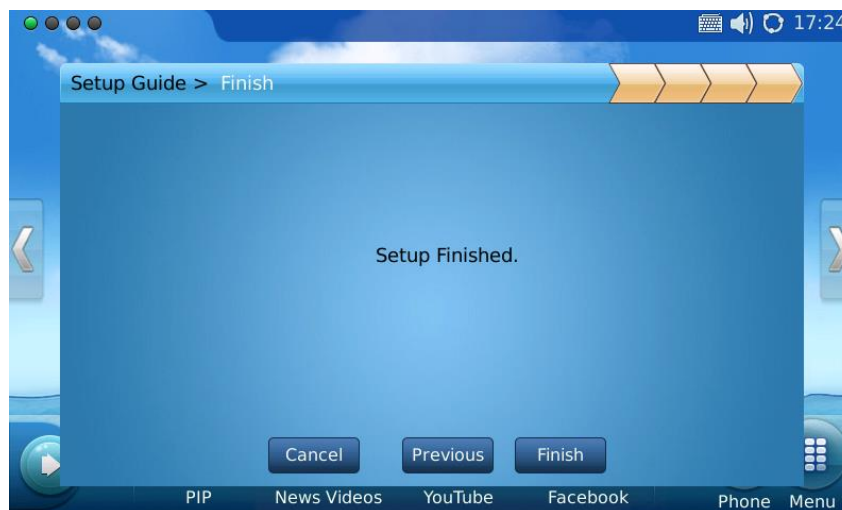 17:24
Setup Guide > Finish
Setup Finished.
Cancel Previous Finish
PIP News Videos YouTube Facebook Phone Menu